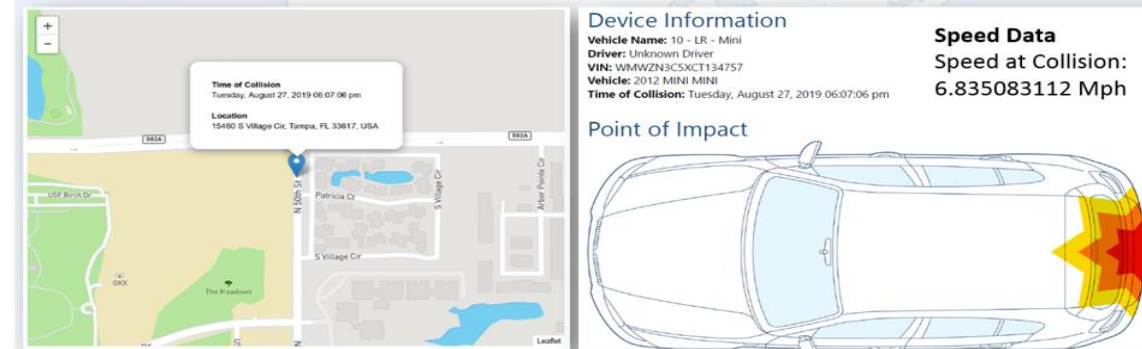 +
−
Time of Collision
Tuesday, August 27, 2019 06:07:06 pm
Location
15460 S Village Cir, Tampa, FL 33617, USA
582A
582A
USF Birch Dr
N 50th St
Patricia Ct
S Village Cir
Arbor Pointe Cir
S Village Cir
The Meadows
N
Leaflet
Device Information
Vehicle Name: 10 - LR - Mini
Driver: Unknown Driver
VIN: WMWZN3C5XCT134757
Vehicle: 2012 MINI MINI
Time of Collision: Tuesday, August 27, 2019 06:07:06 pm
Speed Data
Speed at Collision:
6.835083112 Mph
Point of Impact